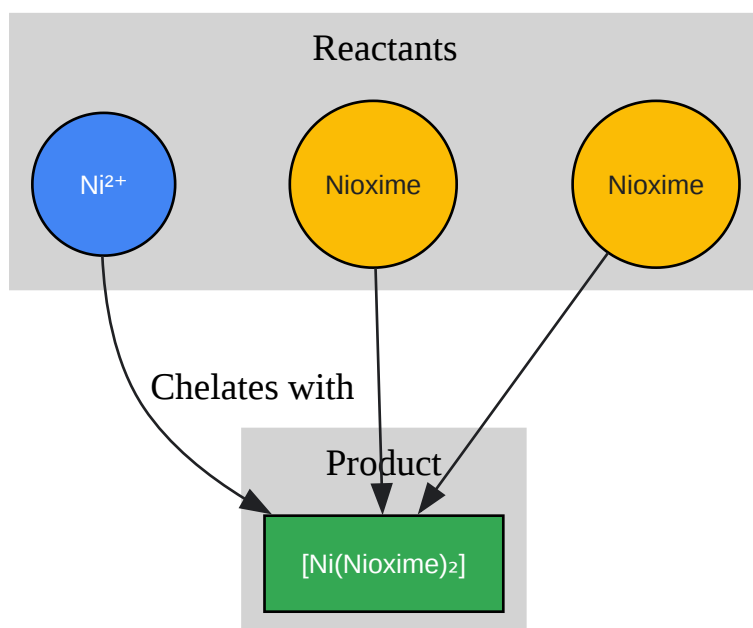 Reactants
Ni²⁺
Nioxime
Nioxime
Chelates with
Product
[Ni(Nioxime)₂]